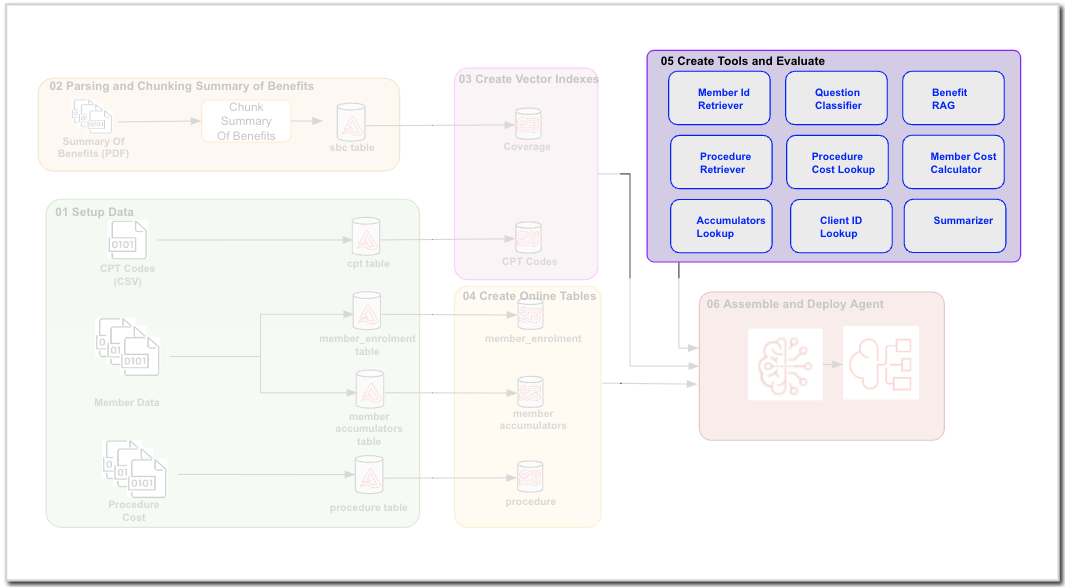 05 Create Tools and Evaluate
Member Id
Retriever
Question
Classifier
Benefit
RAG
Procedure
Retriever
Procedure
Cost Lookup
Member Cost
Calculator
Accumulators
Lookup
Client ID
Lookup
Summarizer
02 Parsing and Chunking Summary of Benefits
Summary Of
Benefits (PDF)
Chunk
Summary
Of Benefits
sbc table
03 Create Vector Indexes
Coverage
CPT Codes
01 Setup Data
0101
CPT Codes
(CSV)
cpt table
0101
Member Data
member_enrolment
table
member
accumulators
table
0101
Procedure
Cost
procedure table
04 Create Online Tables
member_enrolment
member
accumulators
procedure
06 Assemble and Deploy Agent